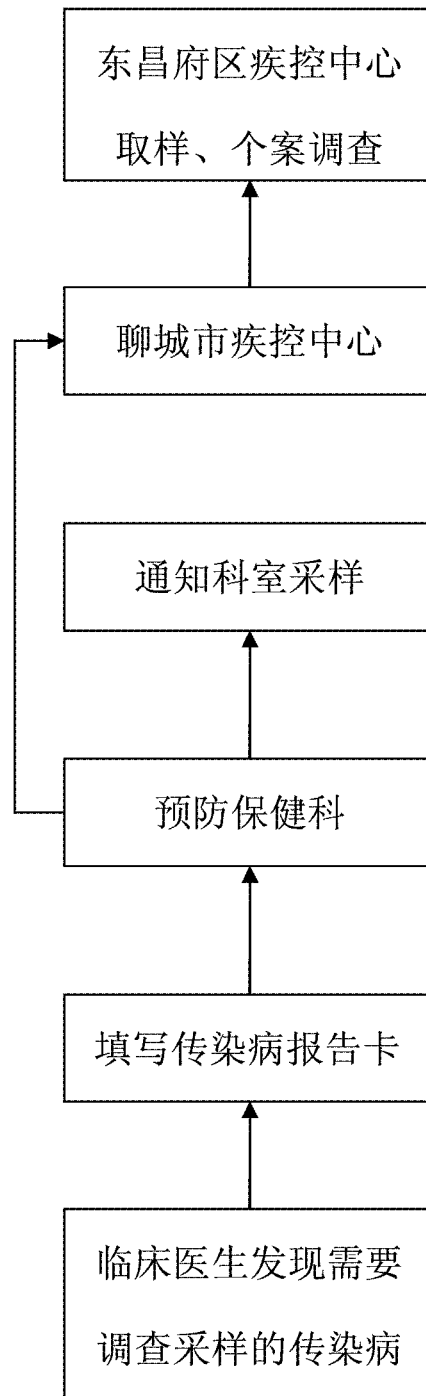 东昌府区疾控中心
取样、个案调查
聊城市疾控中心
通知科室采样
预防保健科
填写传染病报告卡
临床医生发现需要
调查采样的传染病